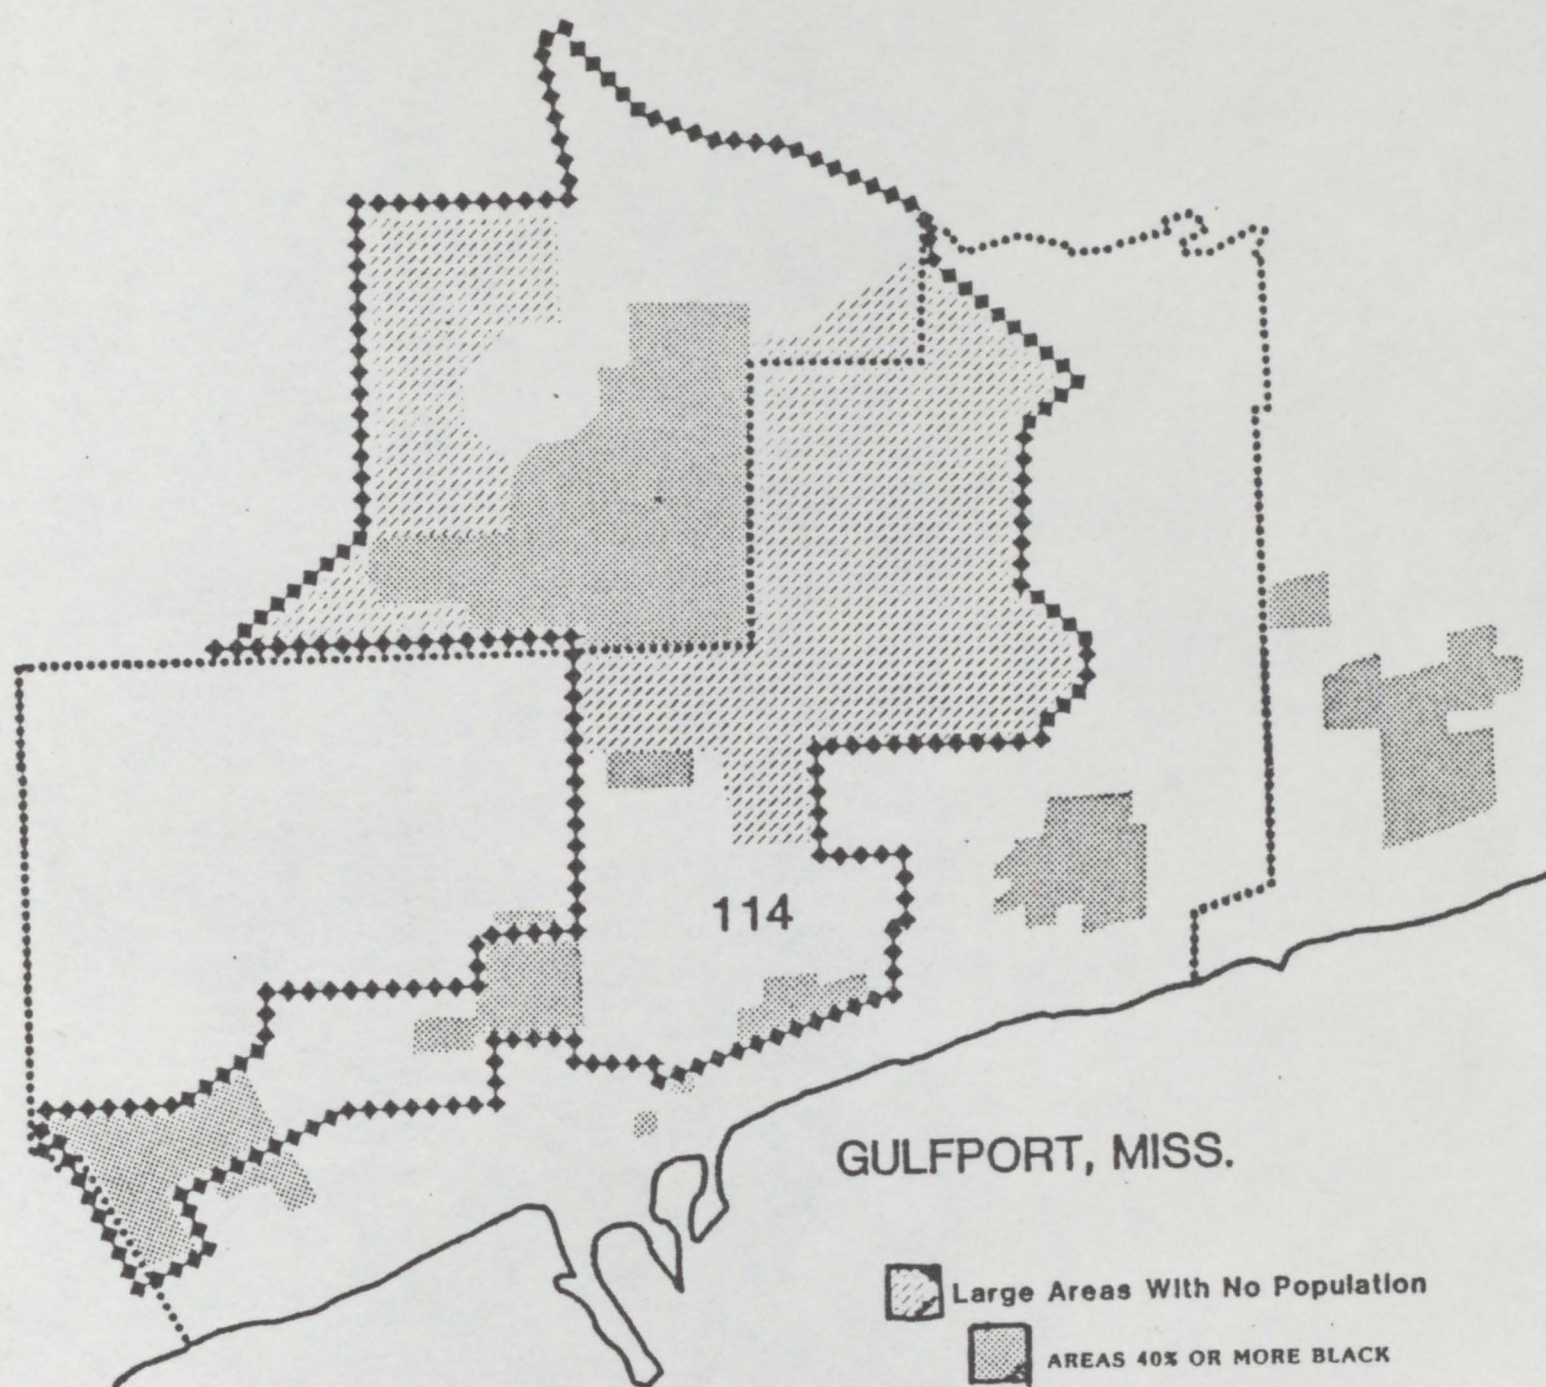 114
GULFPORT, MISS.
Large Areas With No Population
AREAS 40% OR MORE BLACK